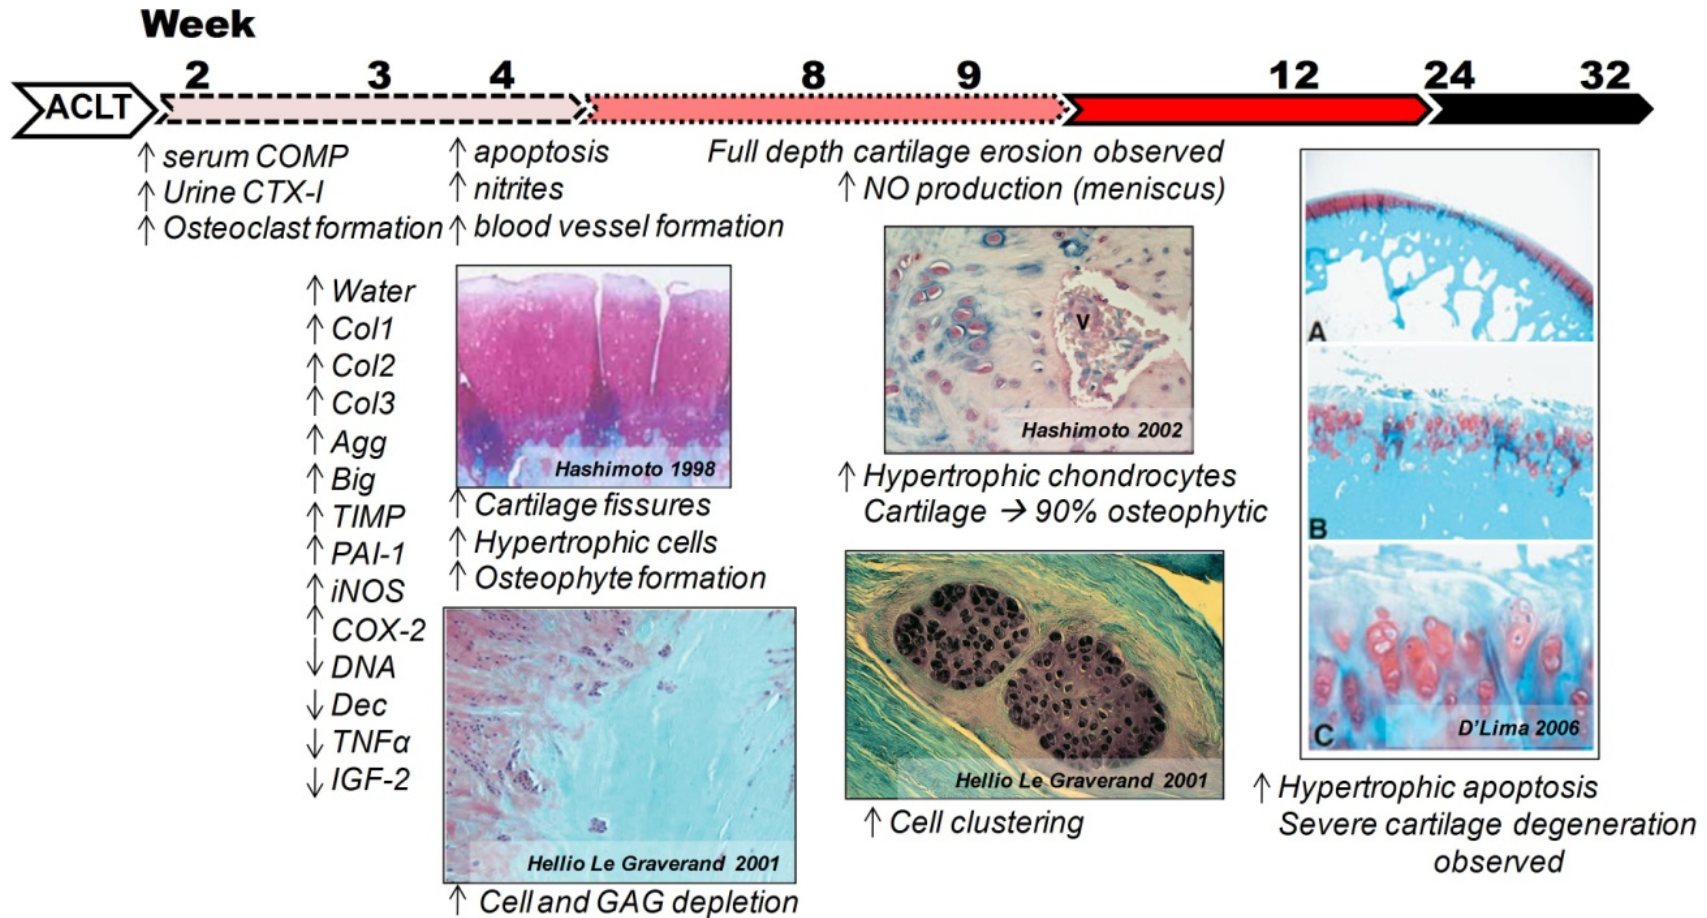 Week
2 3 4 8 9 12 24 32
ACLT
↑ serum COMP
↑ Urine CTX-I
↑ Osteoclast formation
↑ Water
↑ Col1
↑ Col2
↑ Col3
↑ Agg
↑ Big
↑ TIMP
↑ PAI-1
↑ iNOS
↑ COX-2
↓ DNA
↓ Dec
↓ TNFα
↓ IGF-2
↑ apoptosis
↑ nitrites
↑ blood vessel formation
Hashimoto 1998
↑ Cartilage fissures
↑ Hypertrophic cells
↑ Osteophyte formation
Hellio Le Graverand 2001
↑ Cell and GAG depletion
Full depth cartilage erosion observed
↑ NO production (meniscus)
V
Hashimoto 2002
↑ Hypertrophic chondrocytes
Cartilage → 90% osteophytic
Hellio Le Graverand 2001
↑ Cell clustering
A
B
C
D'Lima 2006
↑ Hypertrophic apoptosis
Severe cartilage degeneration
observed